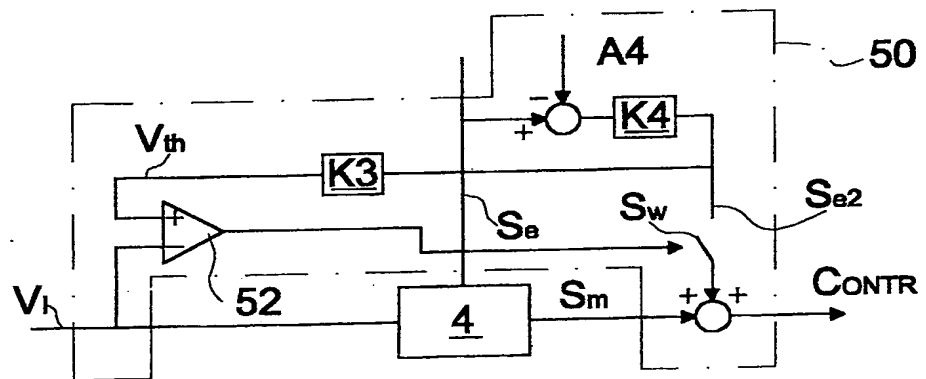 A4
50
−
+
K4
Vth
K3
+
−
Se
Sw
Se2
52
VI
4
Sm
+
+
CONTR